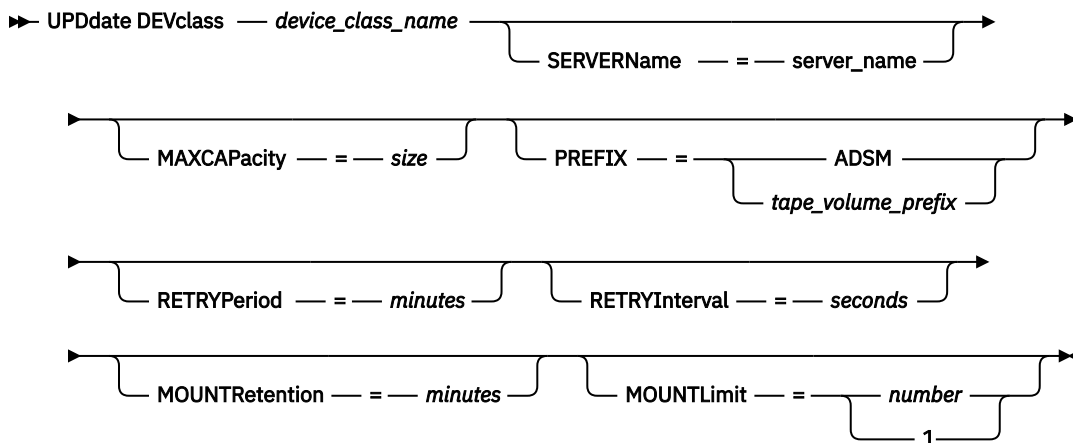 UPDdate DEVclass device_class_name
SERVERName = server_name
MAXCAPacity = size PREFIX = ADSM
tape_volume_prefix
RETRYPeriod = minutes RETRYInterval = seconds
MOUNTRetention = minutes MOUNTLimit = number
1